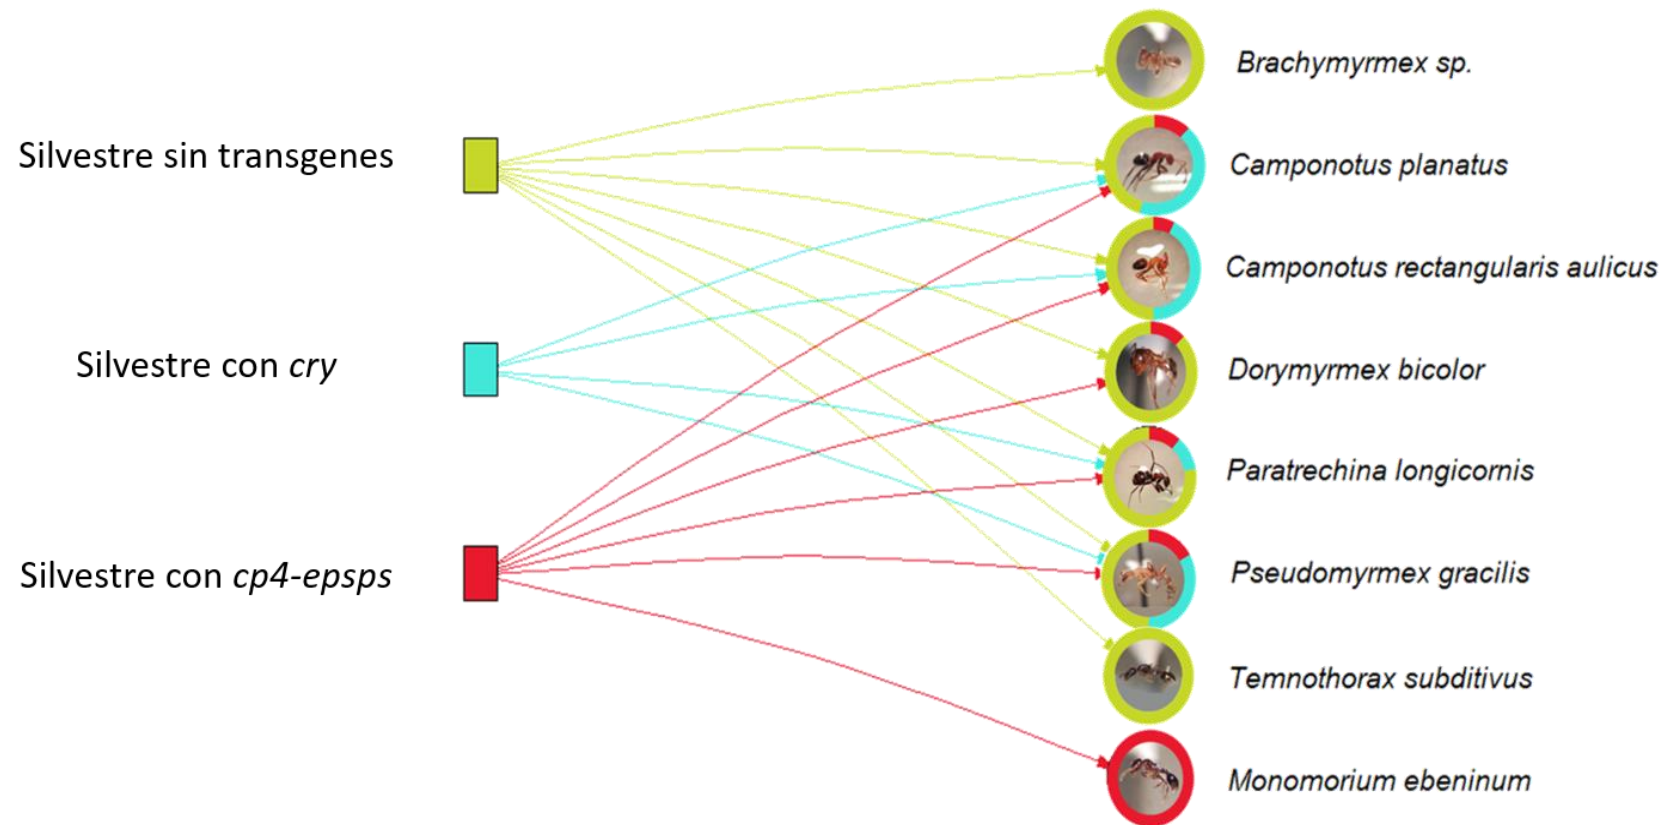 Silvestre sin transgenes
Silvestre con cry
Silvestre con cp4-epsps
Brachymyrmex sp.
Camponotus planatus
Camponotus rectangularis aulicus
Dorymyrmex bicolor
Paratrechina longicornis
Pseudomyrmex gracilis
Temnothorax subditivus
Monomorium ebeninum